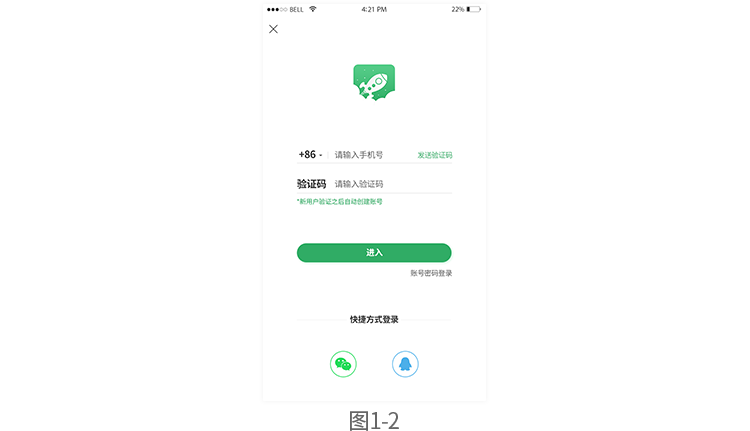 ●●●○○ BELL 4:21 PM 22%
+86 请输入手机号 发送验证码
验证码 请输入验证码
*新用户验证之后自动创建账号
进入
账号密码登录
快捷方式登录
图1-2